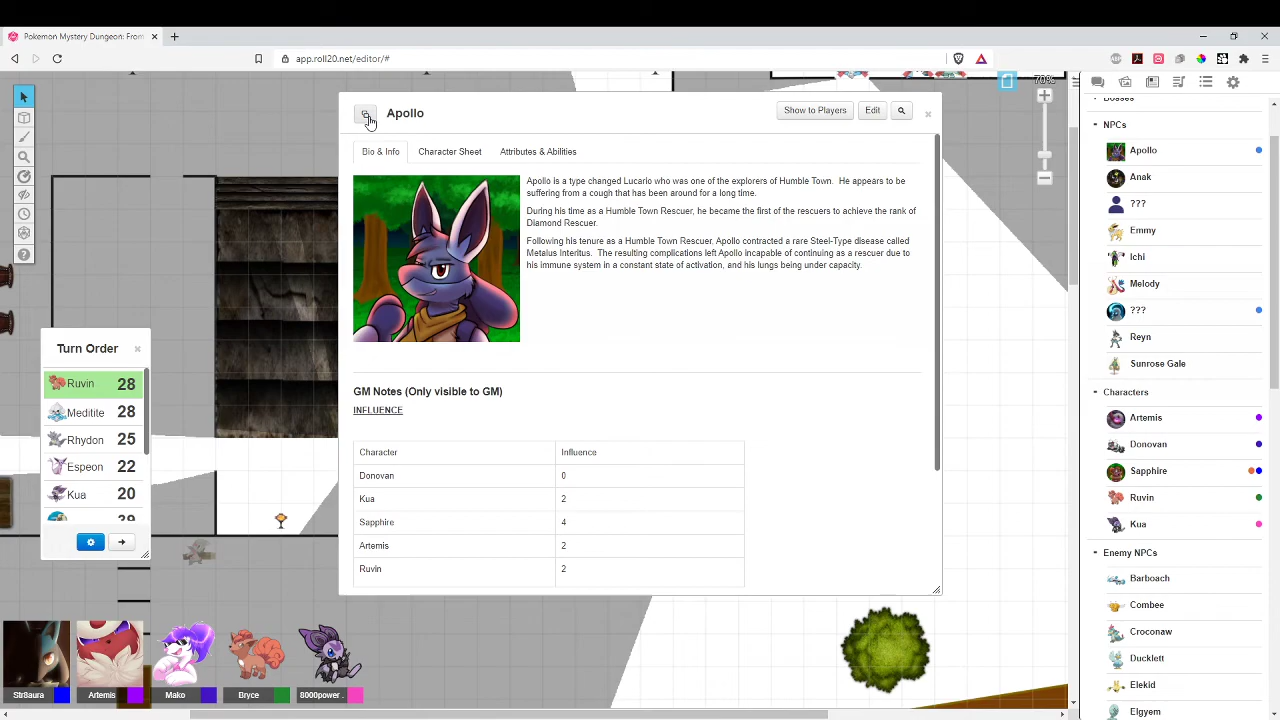 Pokemon Mystery Dungeon: From
app.roll20.net/editor/#
70%
Apollo
Show to Players
Edit
Bio & Info
Character Sheet
Attributes & Abilities
Apollo is a type changed Lucario who was one of the explorers of Humble Town. He appears to be
suffering from a cough that has been around for a long time.
During his time as a Humble Town Rescuer, he became the first of the rescuers to achieve the rank of
Diamond Rescuer.
Following his tenure as a Humble Town Rescuer. Apollo contracted a rare Steel-Type disease called
Metalus Interitus. The resulting complications left Apollo incapable of continuing as a rescuer due to
his immune system in a constant state of activation, and his lungs being under capacity.
GM Notes (Only visible to GM)
INFLUENCE
Character Influence
Donovan 0
Kua 2
Sapphire 4
Artemis 2
Ruvin 2
Turn Order
Ruvin 28
Meditite 28
Rhydon 25
Espeon 22
Kua 20
Str8aura
Artemis
Mako
Bryce
8000power
Bosses
NPCs
Apollo
Anak
???
Emmy
Ichi
Melody
???
Reyn
Sunrose Gale
Characters
Artemis
Donovan
Sapphire
Ruvin
Kua
Enemy NPCs
Barboach
Combee
Croconaw
Ducklett
Elekid
Elgyem